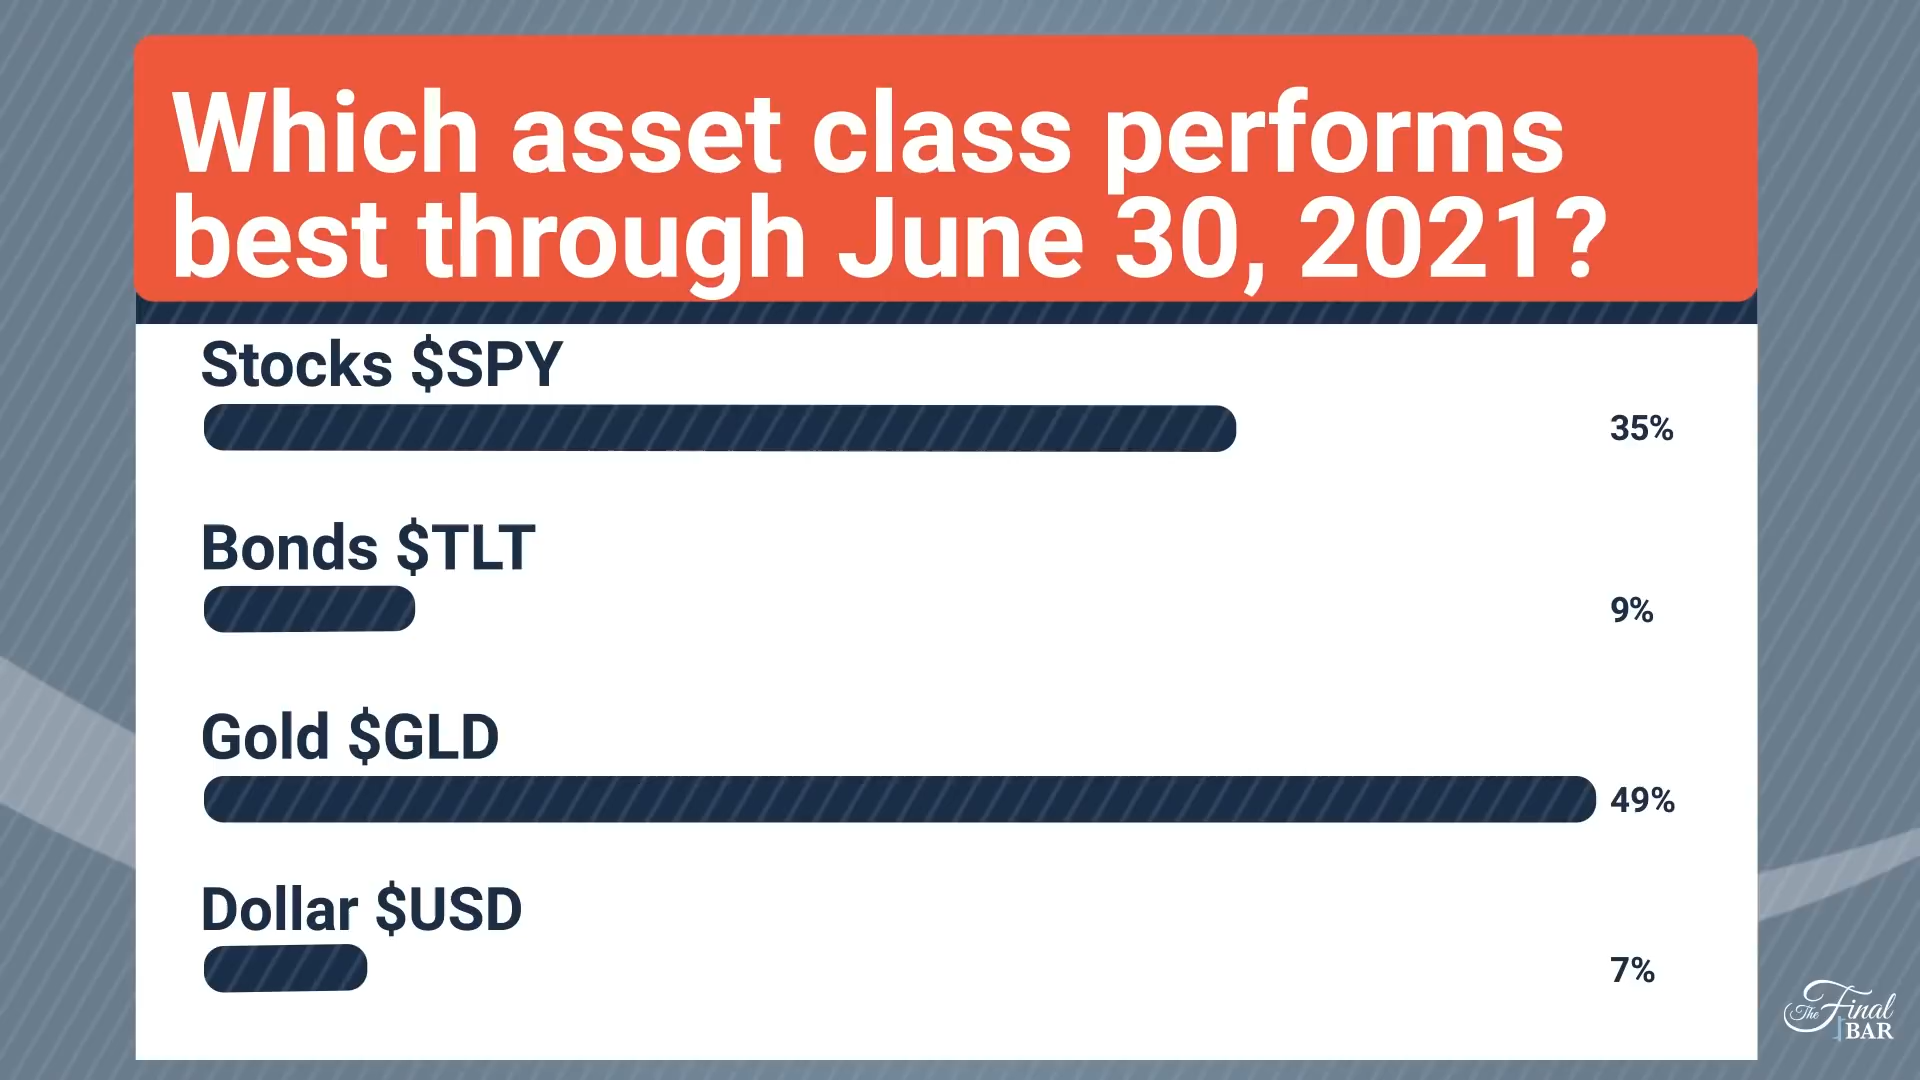 Which asset class performs
best through June 30, 2021?
Stocks $SPY
35%
Bonds $TLT
9%
Gold $GLD
49%
Dollar $USD
7%
The Final
BAR